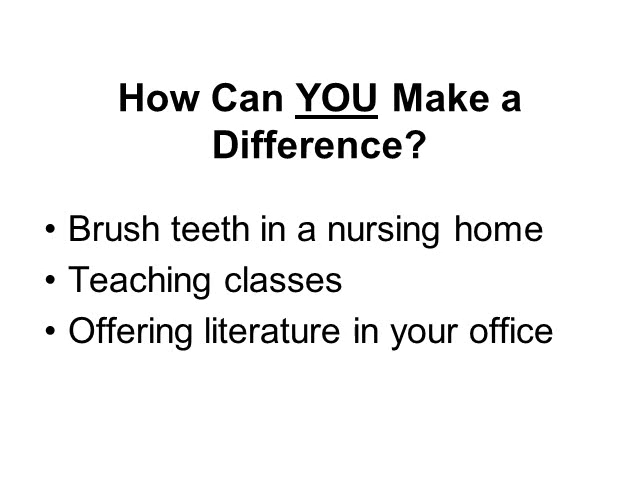 How Can YOU Make a
Difference?
• Brush teeth in a nursing home
• Teaching classes
• Offering literature in your office